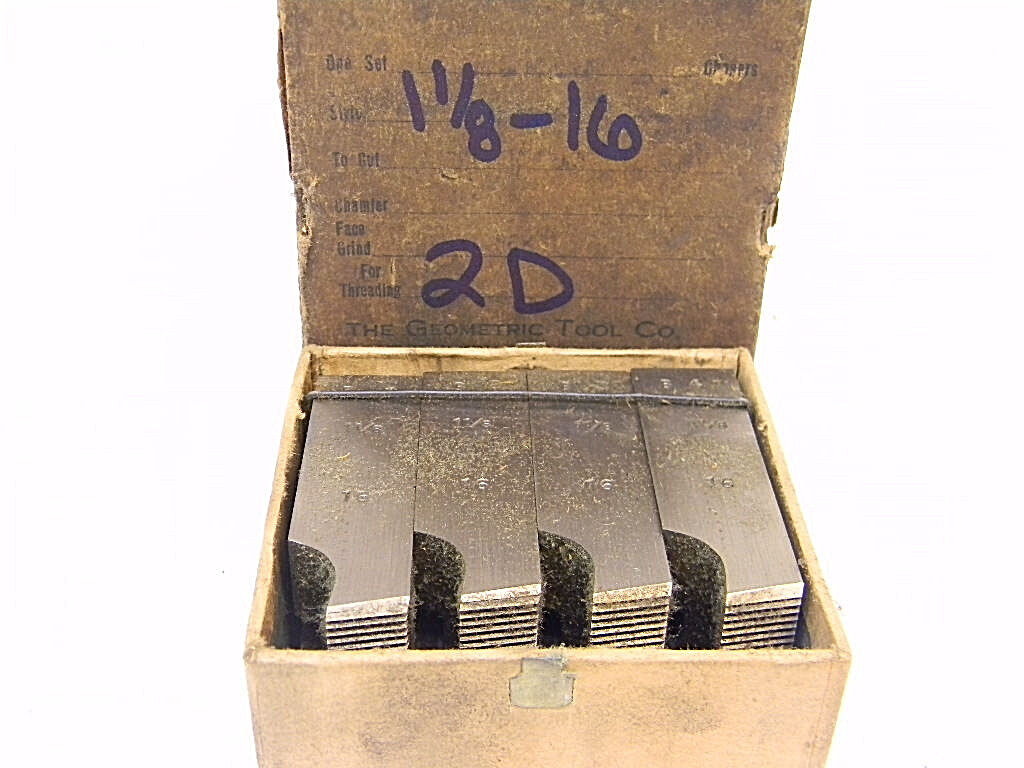 One Set Chasers
1 1/8 - 16
Style
To Cut
Chamfer
Face
Grind
For
Threading
2D
THE GEOMETRIC TOOL CO.
4
1 1/8 1 1/8 1 1/8 1 1/8
16 16 16 16